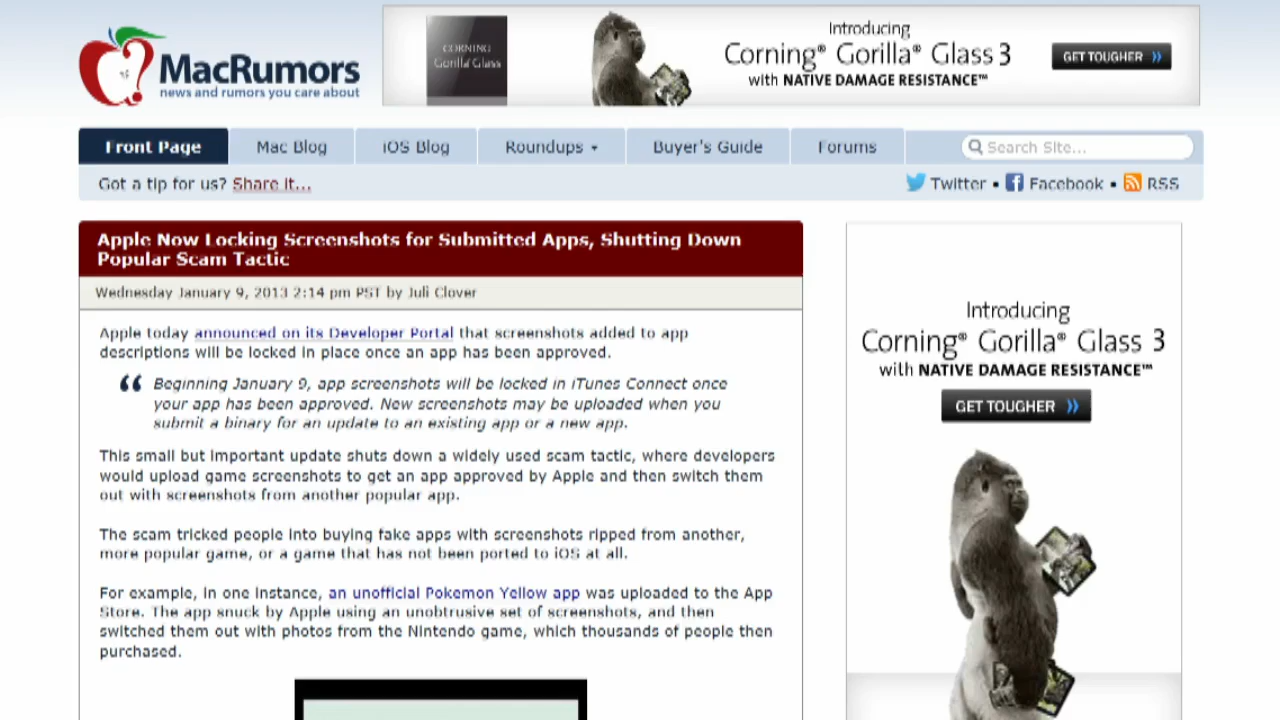 MacRumors
news and rumors you care about
CORNING
Gorilla Glass
Introducing
Corning® Gorilla® Glass 3
with NATIVE DAMAGE RESISTANCE™
GET TOUGHER »
Front Page
Mac Blog
iOS Blog
Roundups
Buyer's Guide
Forums
Search Site...
Got a tip for us? Share it...
Twitter • Facebook • RSS
Apple Now Locking Screenshots for Submitted Apps, Shutting Down
Popular Scam Tactic
Wednesday January 9, 2013 2:14 pm PST by Juli Clover
Apple today announced on its Developer Portal that screenshots added to app
descriptions will be locked in place once an app has been approved.
“ Beginning January 9, app screenshots will be locked in iTunes Connect once
your app has been approved. New screenshots may be uploaded when you
submit a binary for an update to an existing app or a new app.
This small but important update shuts down a widely used scam tactic, where developers
would upload game screenshots to get an app approved by Apple and then switch them
out with screenshots from another popular app.
The scam tricked people into buying fake apps with screenshots ripped from another,
more popular game, or a game that has not been ported to iOS at all.
For example, in one instance, an unofficial Pokemon Yellow app was uploaded to the App
Store. The app snuck by Apple using an unobtrusive set of screenshots, and then
switched them out with photos from the Nintendo game, which thousands of people then
purchased.
Introducing
Corning® Gorilla® Glass 3
with NATIVE DAMAGE RESISTANCE™
GET TOUGHER »